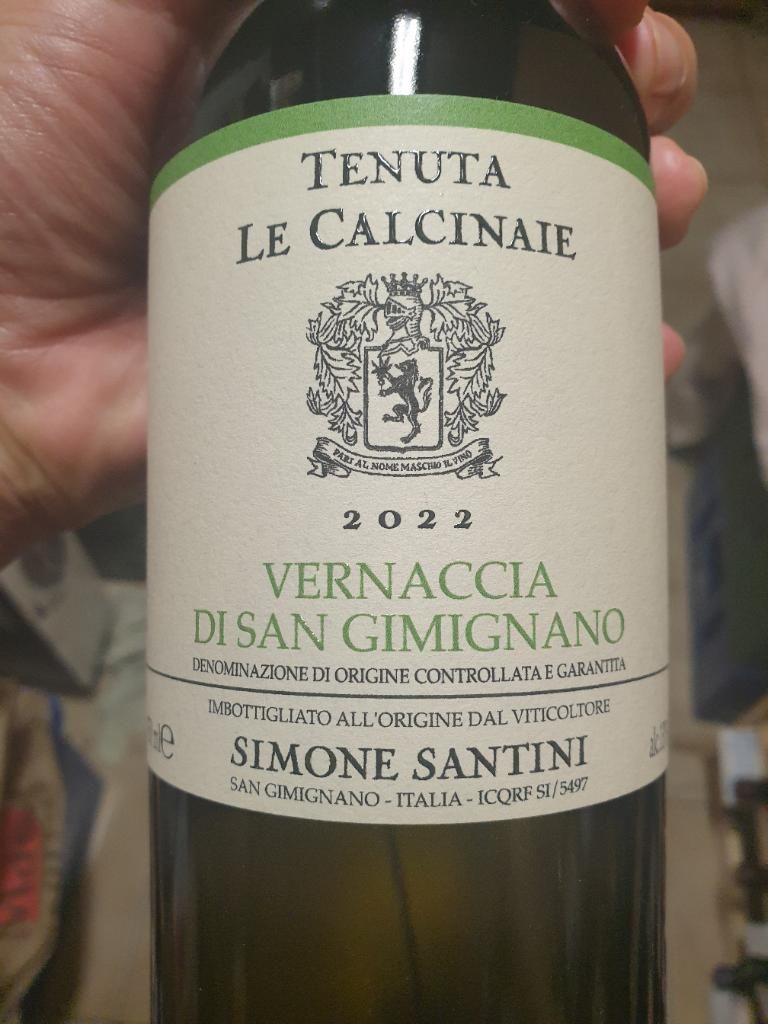 TENUTA
LE CALCINAIE
PARI AL NOME MASCHIO IL VINO
2022
VERNACCIA
DI SAN GIMIGNANO
DENOMINAZIONE DI ORIGINE CONTROLLATA E GARANTITA
IMBOTTIGLIATO ALL'ORIGINE DAL VITICOLTORE
ml e
SIMONE SANTINI
SAN GIMIGNANO - ITALIA - ICQRF SI/5497